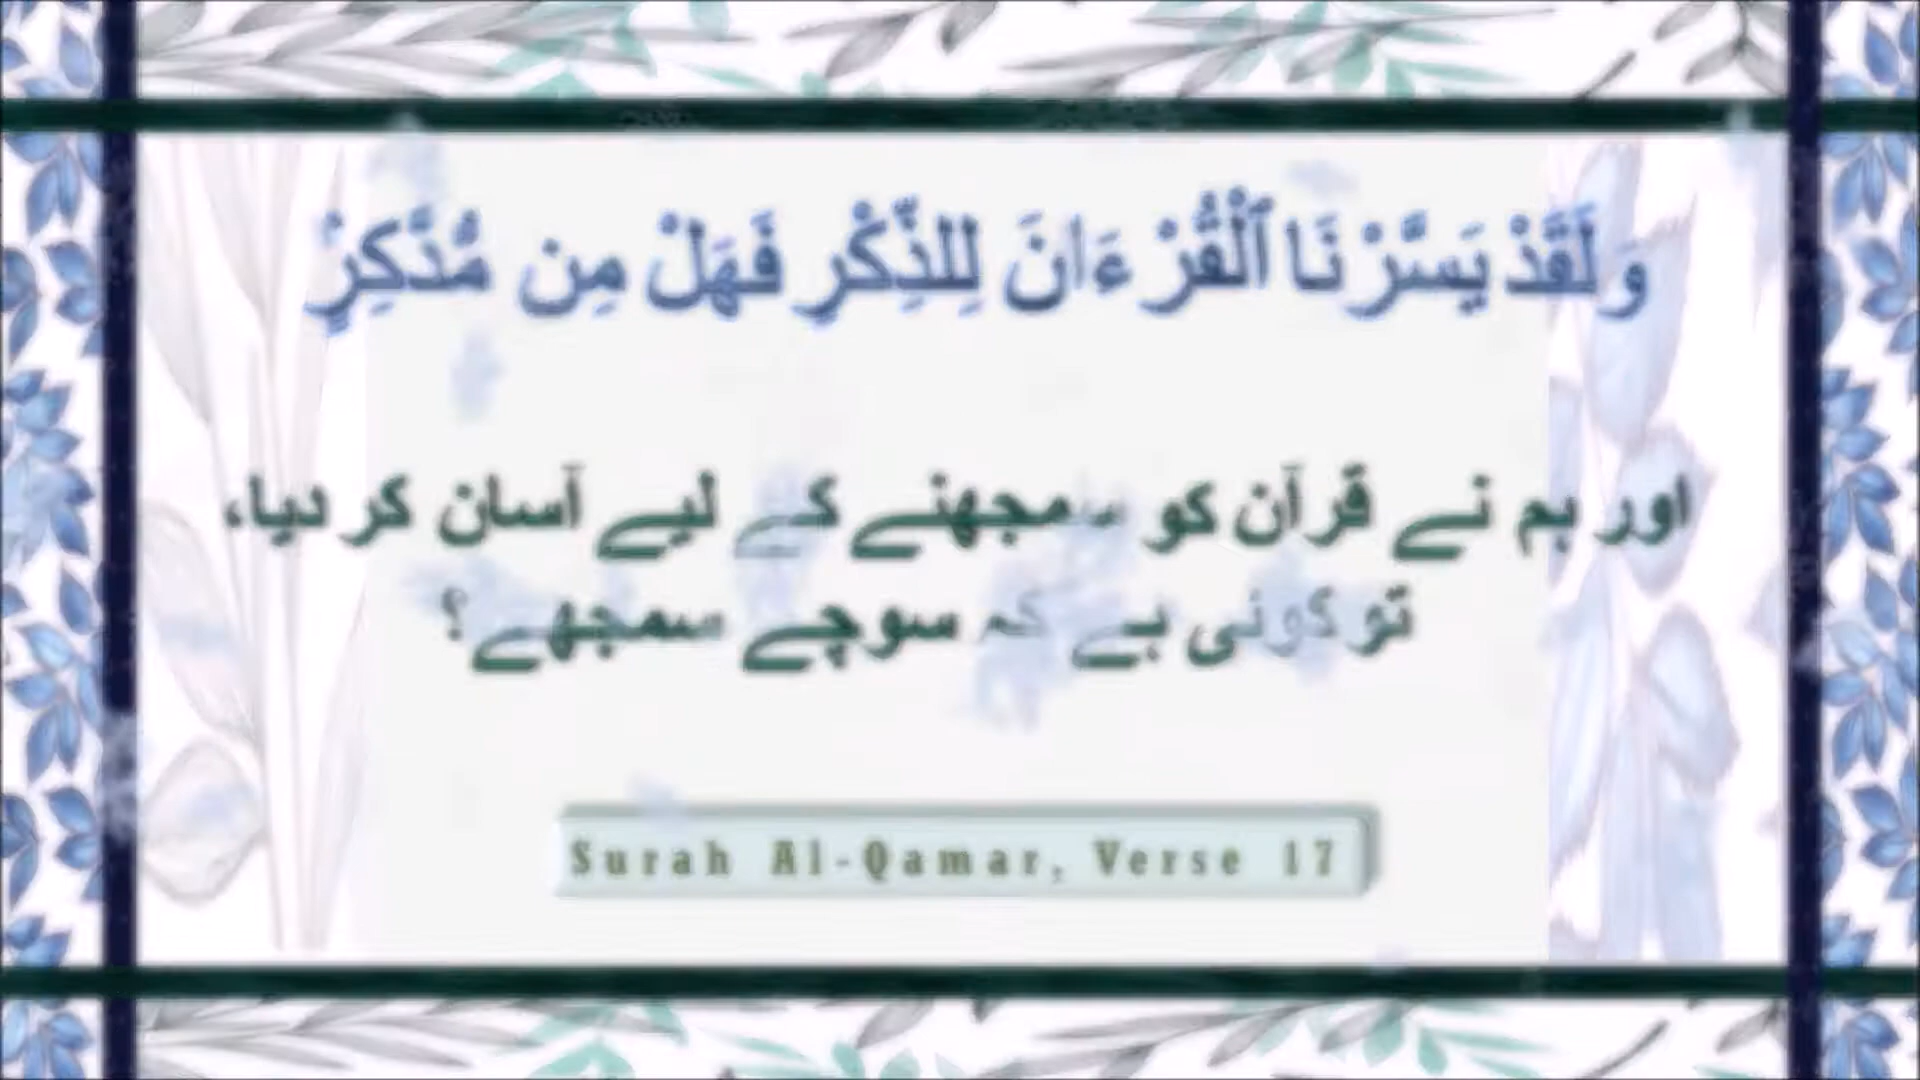 وَلَقَدْ يَسَّرْنَا ٱلْقُرْءَانَ لِلذِّكْرِ فَهَلْ مِن مُّدَّكِرٍۢ
اور ہم نے قرآن کو سمجھنے کے لیے آسان کر دیا،
تو کوئی ہے کہ سوچے سمجھے؟
Surah Al-Qamar, Verse 17